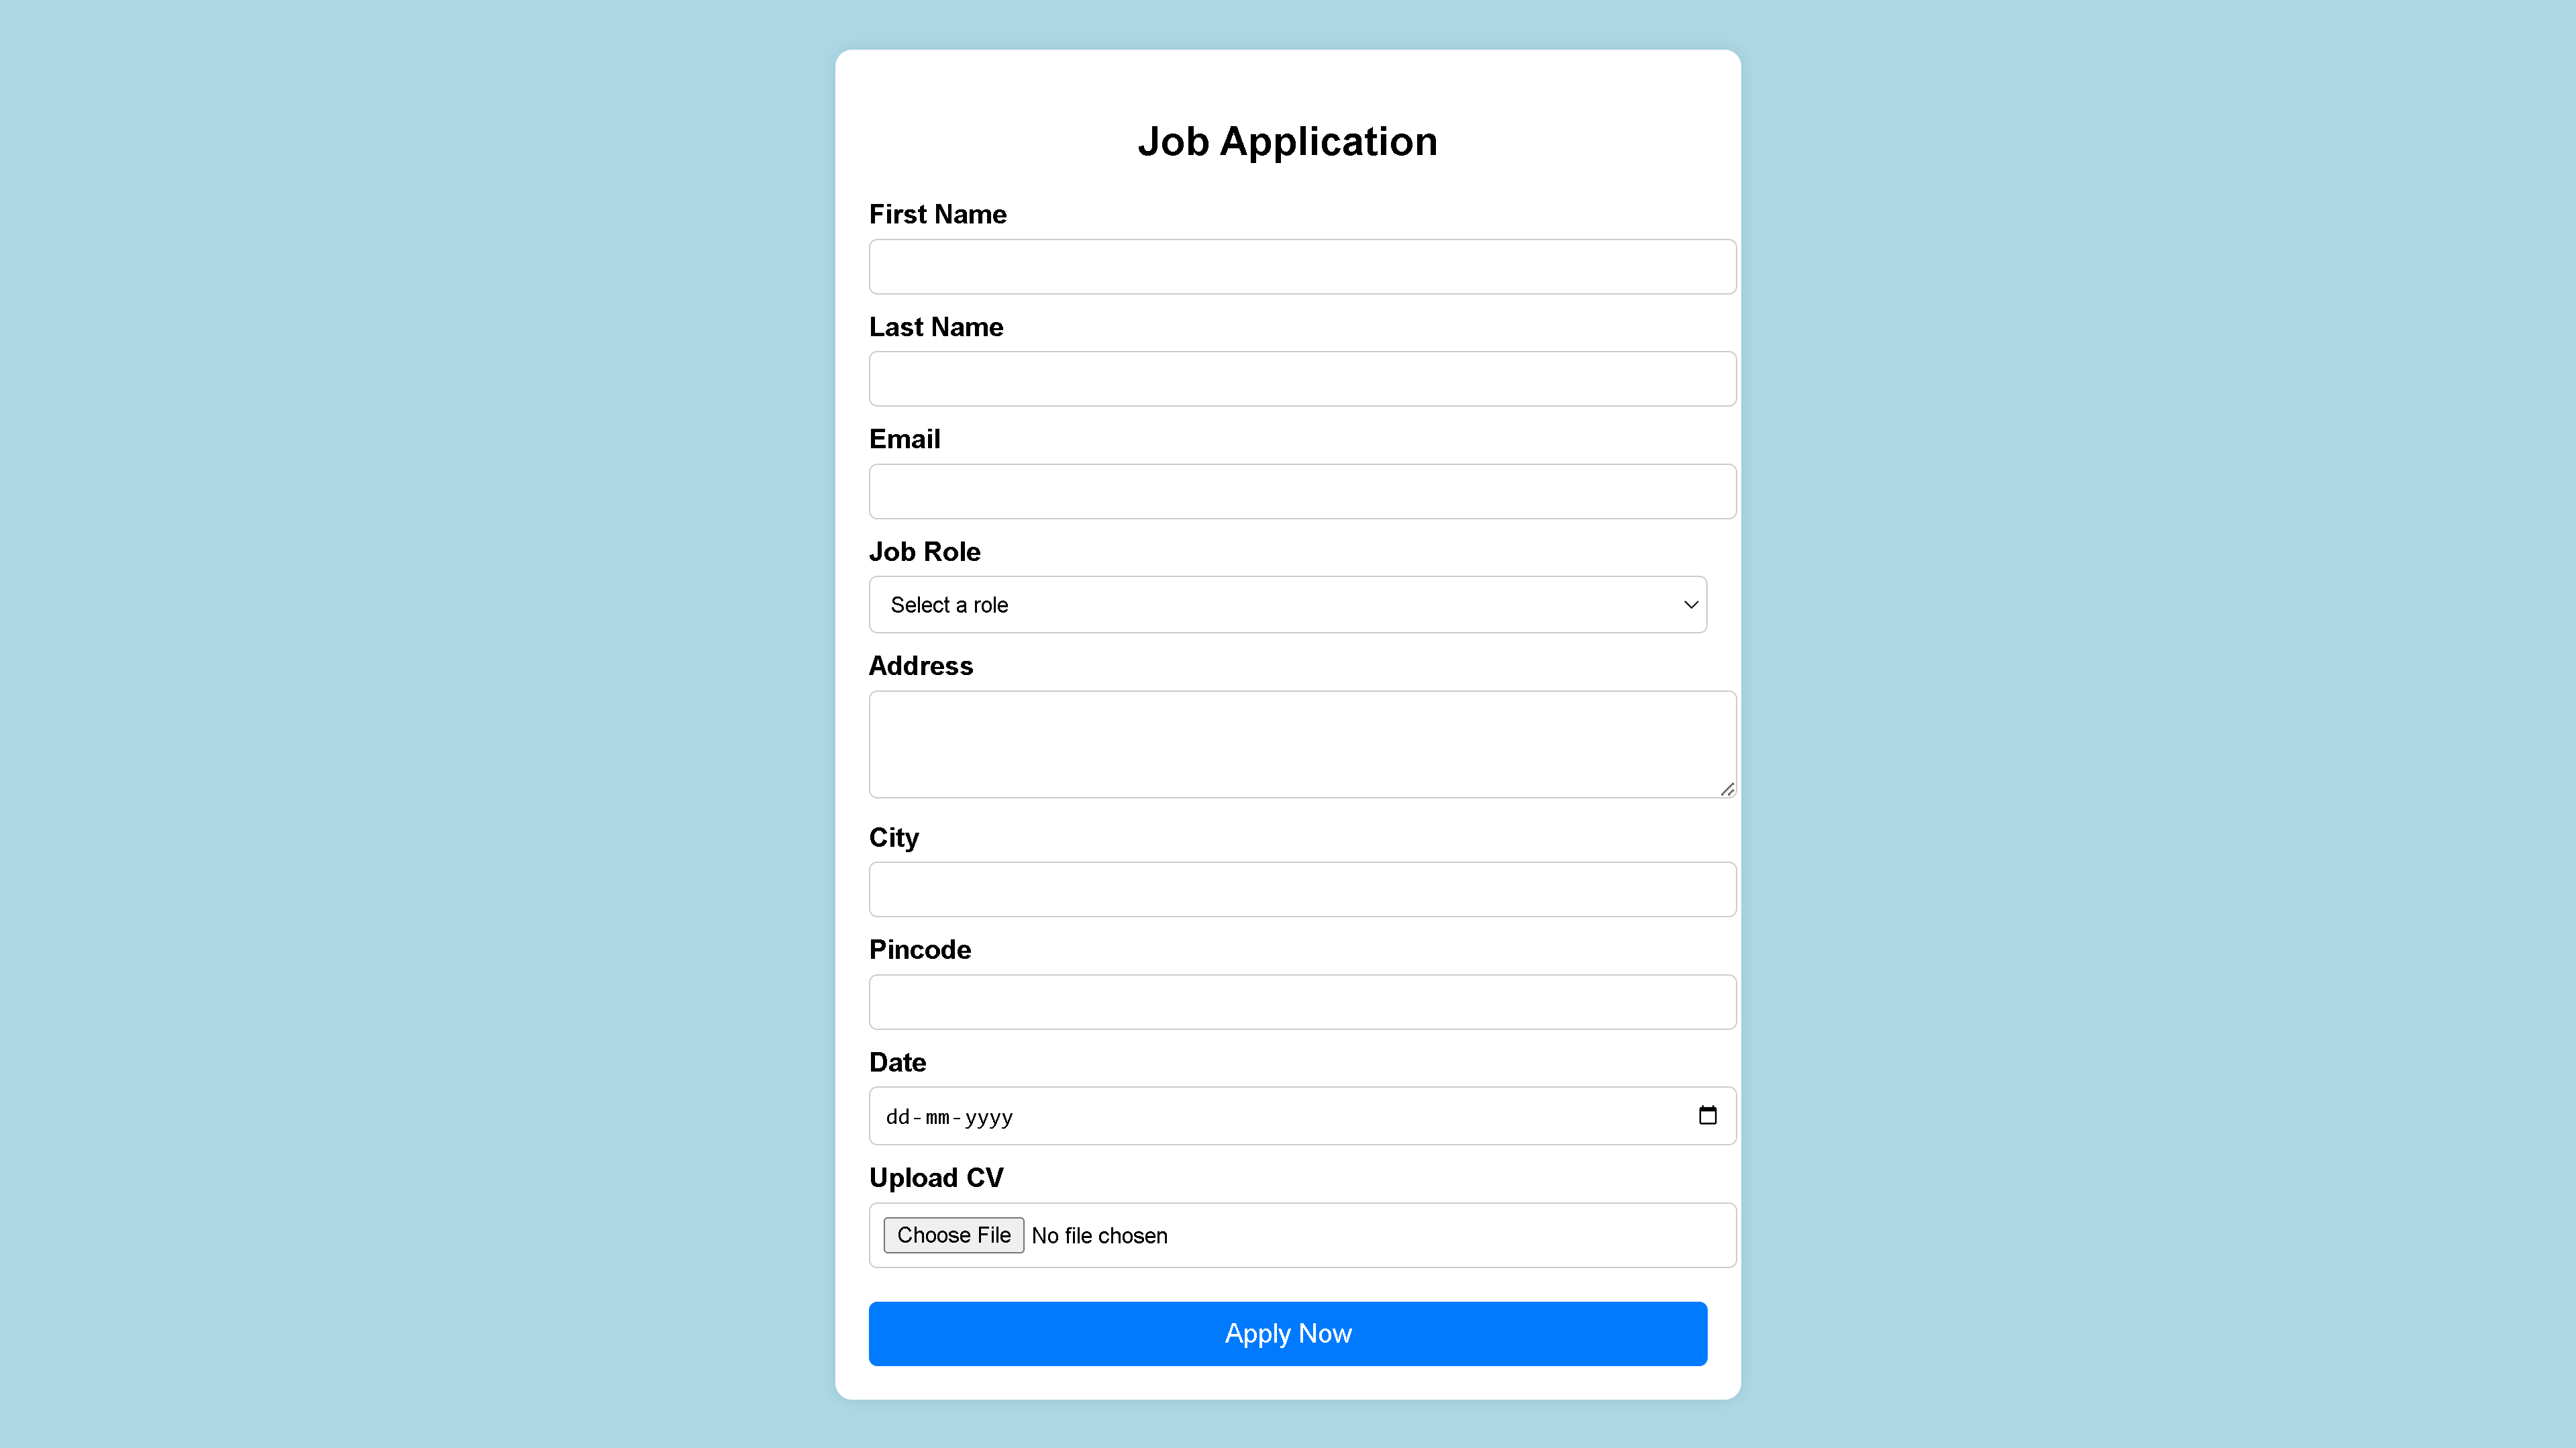 Job Application
First Name
Last Name
Email
Job Role
Select a role
Address
City
Pincode
Date
dd-mm-yyyy
Upload CV
Choose File No file chosen
Apply Now